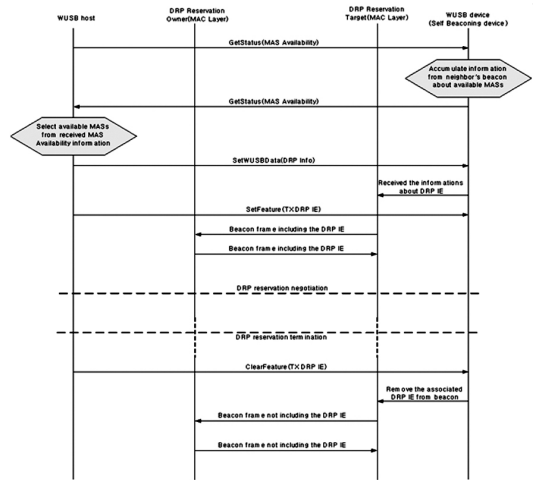 WUSB host
DRP Reservation
Owner(MAC Layer)
DRP Reservation
Target(MAC Layer)
WUSB device
(Self Beaconing device)
GetStatus(MAS Availability)
Accumulate information
from neighbor's beacon
about available MASs
GetStatus(MAS Availability)
Select available MASs
from received MAS
Availability information
SetWUSBData(DRP Info)
Received the informations
about DRP IE
SetFeature(TXDRP IE)
Beacon frame including the DRP IE
Beacon frame including the DRP IE
DRP reservation negotiation
DRP reservation termination
ClearFeature(TXDRP IE)
Remove the associated
DRP IE from beacon
Beacon frame not including the DRP IE
Beacon frame not including the DRP IE